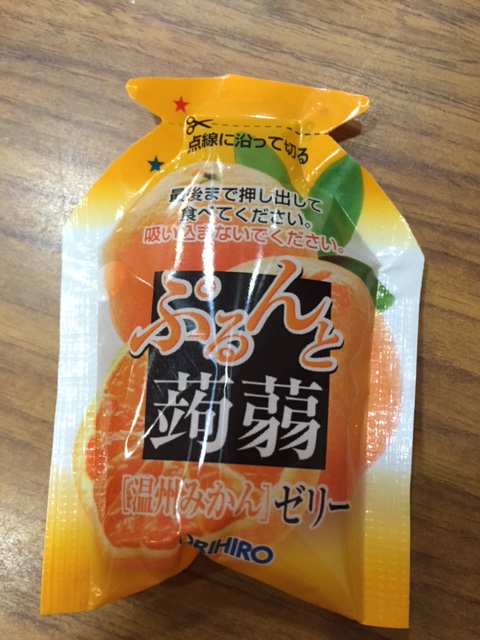 点線に沿って切る
最後まで押し出して
食べてください。
吸い込まないでください。
ぷるんと
蒟蒻
[温州みかん]ゼリー
ORIHIRO